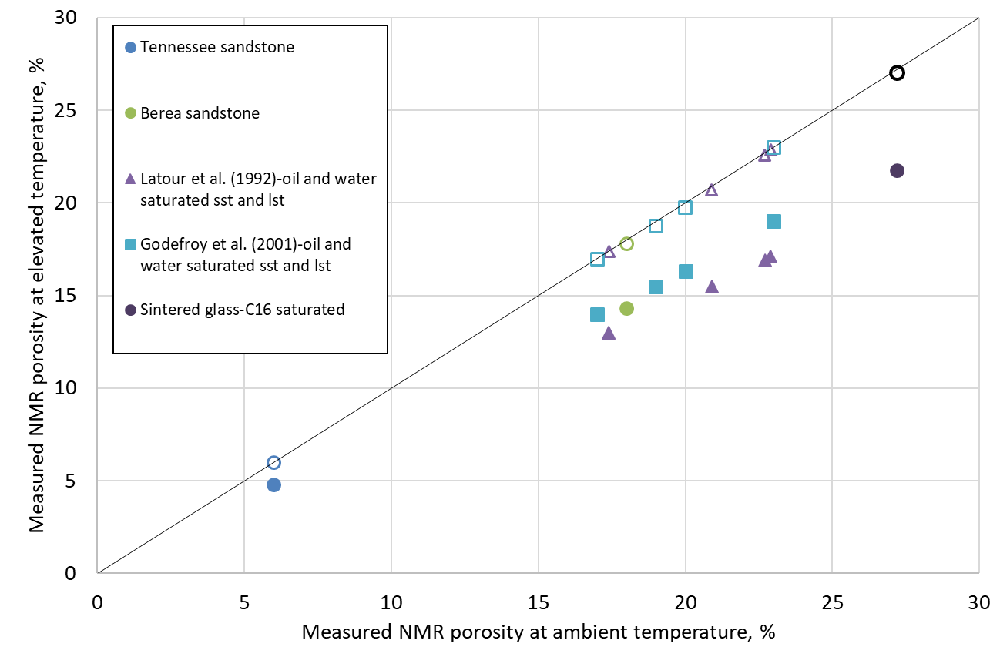 30
25
20
15
10
5
0
Measured NMR porosity at elevated temperature, %
Tennessee sandstone
Berea sandstone
Latour et al. (1992)-oil and water
saturated sst and lst
Godefroy et al. (2001)-oil and
water saturated sst and lst
Sintered glass-C16 saturated
0 5 10 15 20 25 30
Measured NMR porosity at ambient temperature, %